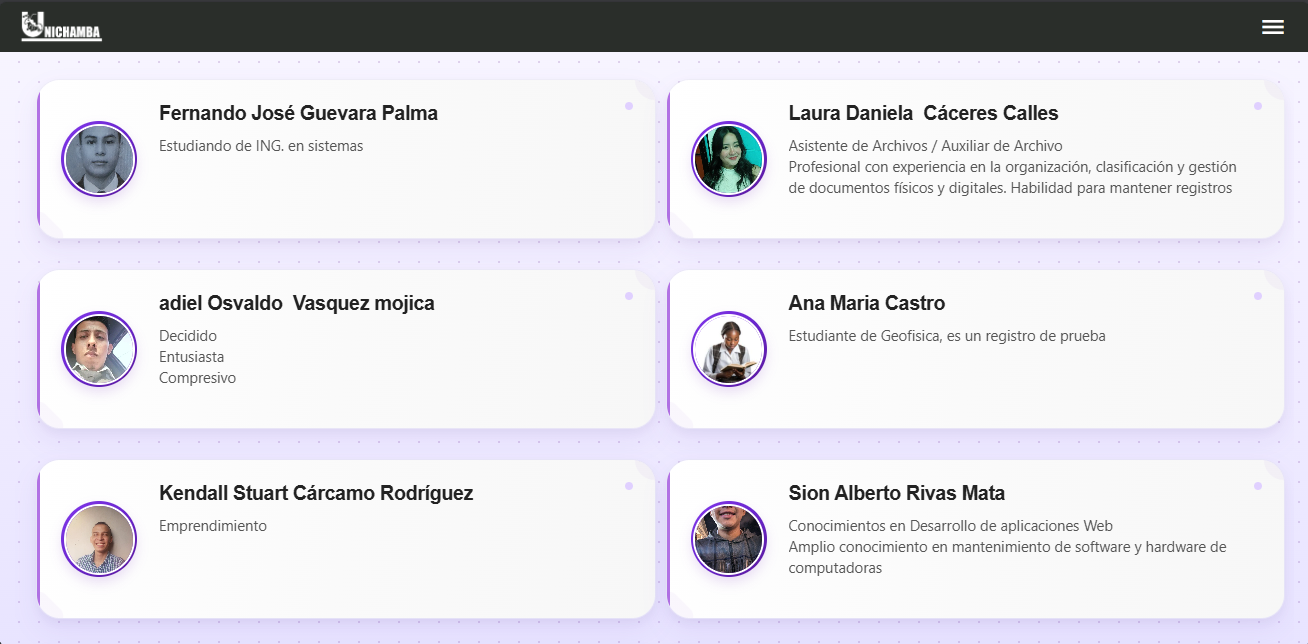 UNICHAMBA
Fernando José Guevara Palma
Estudiando de ING. en sistemas
Laura Daniela  Cáceres Calles
Asistente de Archivos / Auxiliar de Archivo
Profesional con experiencia en la organización, clasificación y gestión
de documentos físicos y digitales. Habilidad para mantener registros
adiel Osvaldo  Vasquez mojica
Decidido
Entusiasta
Compresivo
Ana Maria Castro
Estudiante de Geofisica, es un registro de prueba
Kendall Stuart Cárcamo Rodríguez
Emprendimiento
Sion Alberto Rivas Mata
Conocimientos en Desarrollo de aplicaciones Web
Amplio conocimiento en mantenimiento de software y hardware de
computadoras